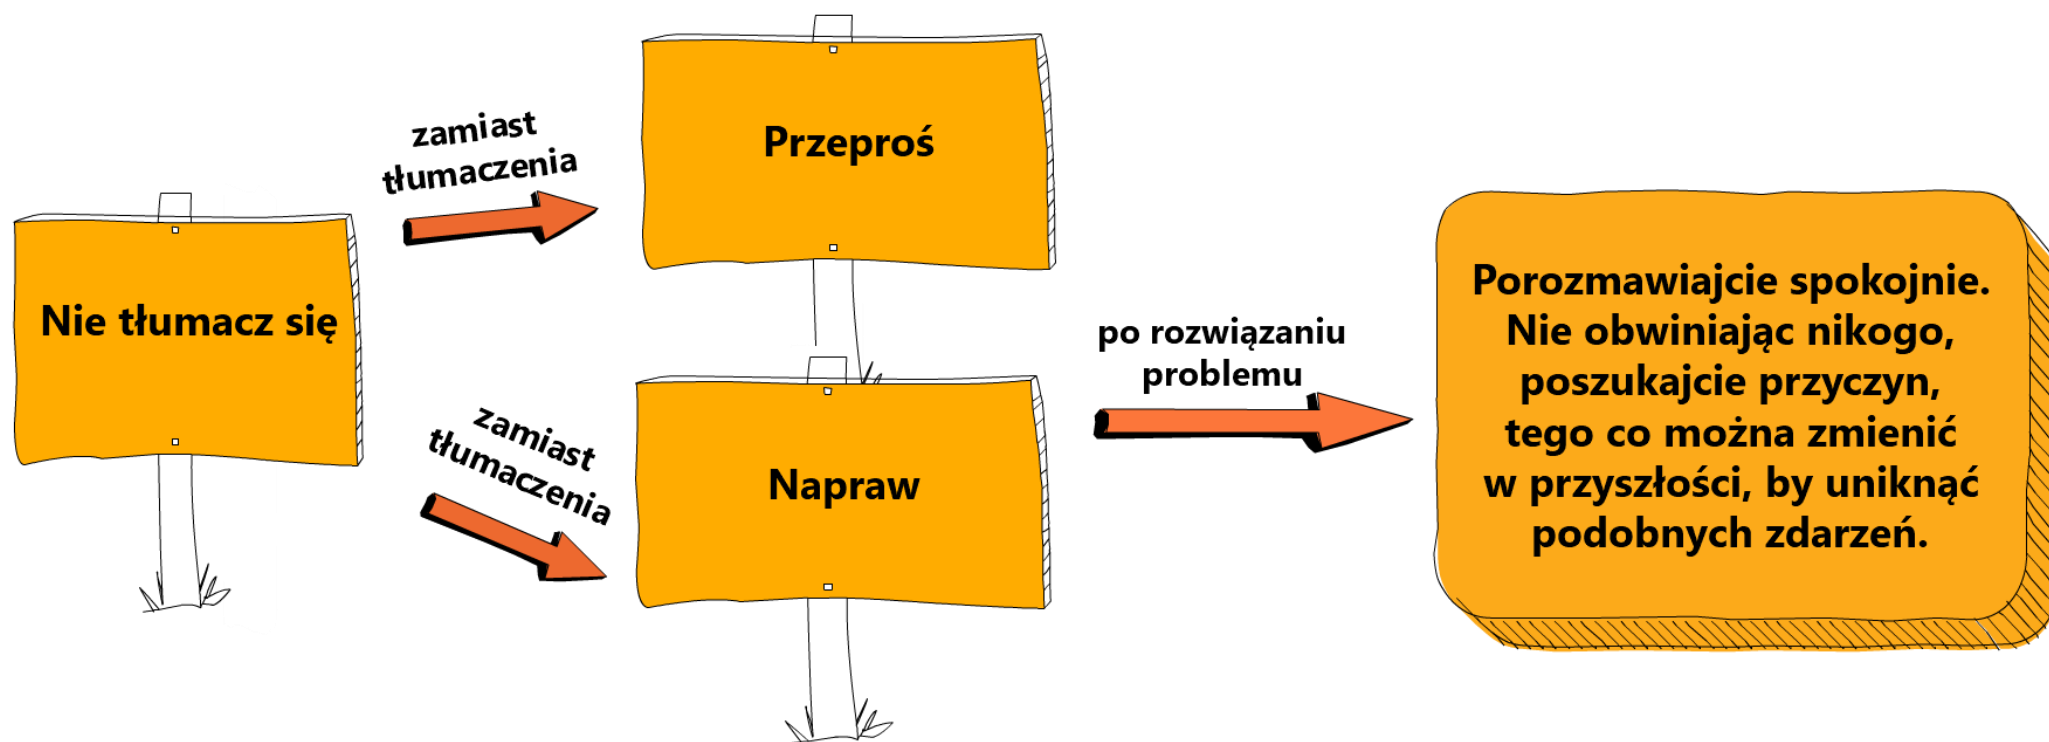 Nie tłumacz się
zamiast
tłumaczenia
Przeproś
zamiast
tłumaczenia
Napraw
po rozwiązaniu
problemu
Porozmawiajcie spokojnie.
Nie obwiniając nikogo,
poszukajcie przyczyn,
tego co można zmienić
w przyszłości, by uniknąć
podobnych zdarzeń.